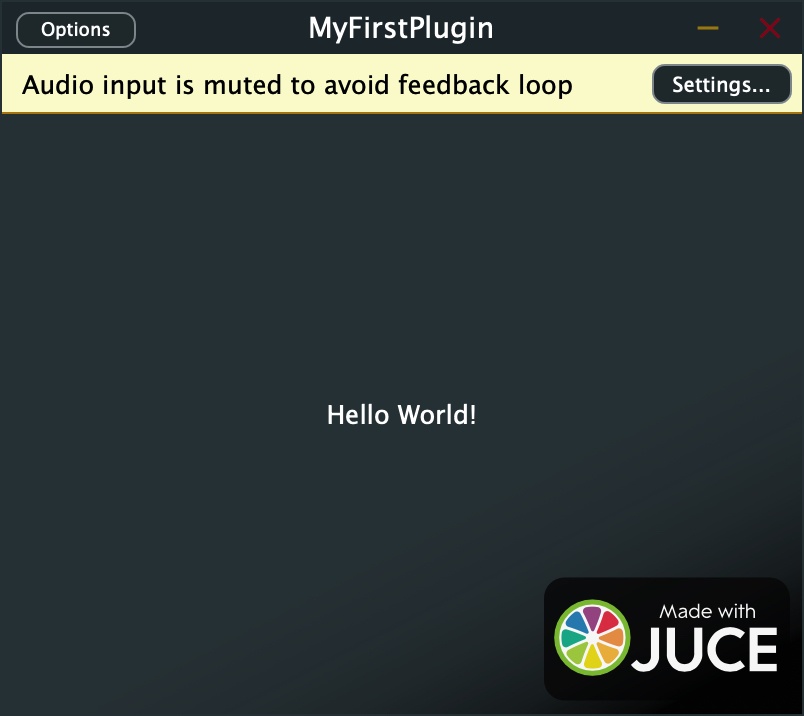 Options
MyFirstPlugin
Audio input is muted to avoid feedback loop
Settings...
Hello World!
Made with
JUCE